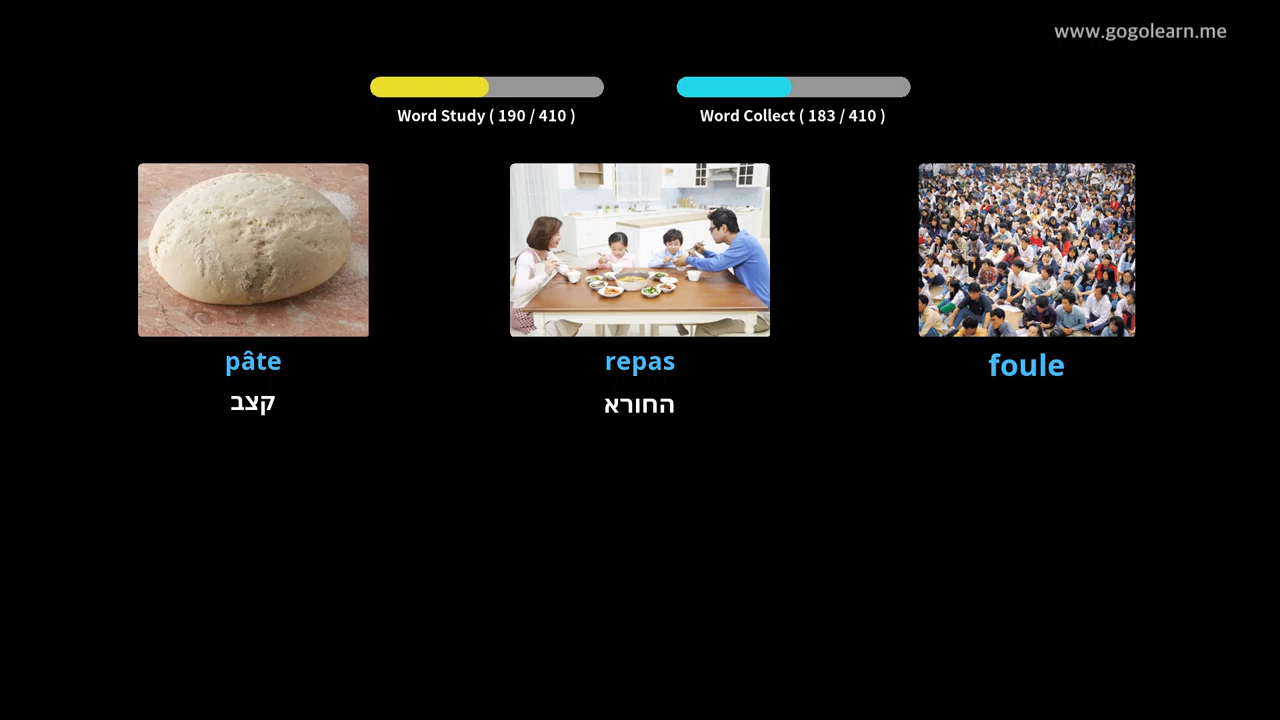 www.gogolearn.me
Word Study ( 190 / 410 )
Word Collect ( 183 / 410 )
pâte
repas
foule
קצב
החורא